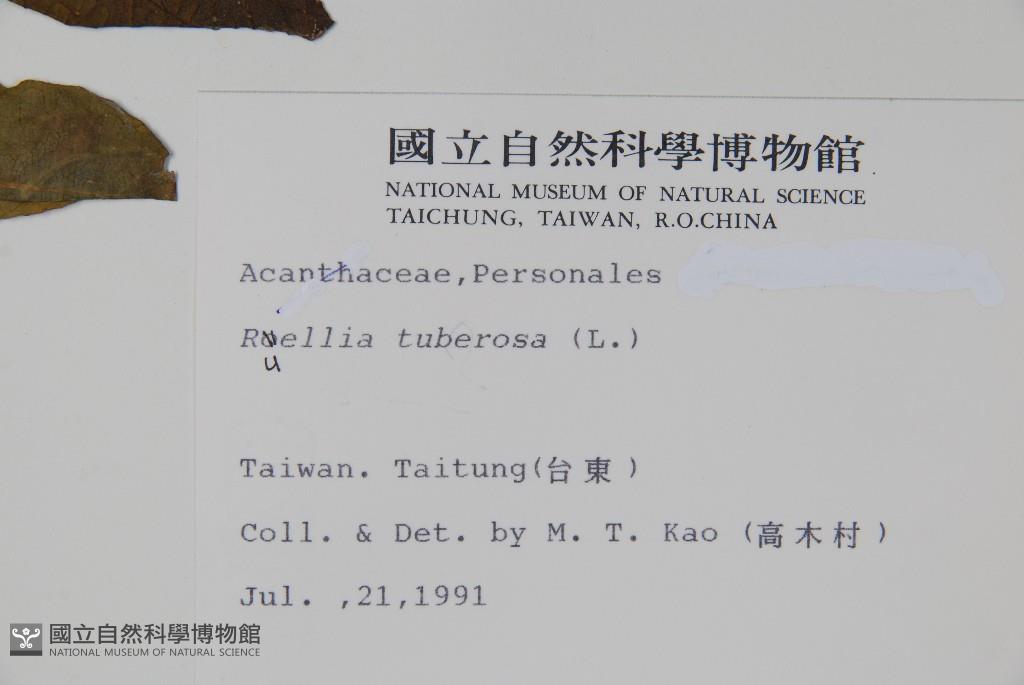 國立自然科學博物館
NATIONAL MUSEUM OF NATURAL SCIENCE
TAICHUNG, TAIWAN, R.O.CHINA
Acanthaceae,Personales
Ruellia tuberosa (L.)
u
Taiwan. Taitung(台東)
Coll. & Det. by M. T. Kao (高木村)
Jul. ,21,1991
國立自然科學博物館
NATIONAL MUSEUM OF NATURAL SCIENCE